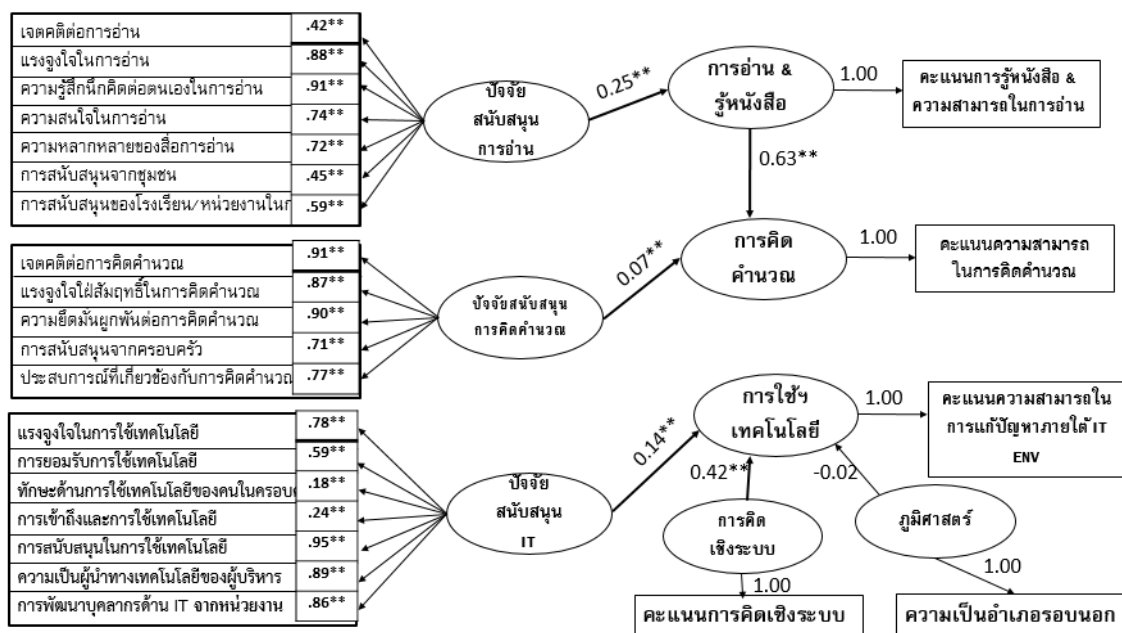 เจตคติต่อการอ่าน .42**
แรงจูงใจในการอ่าน .88**
ความรู้สึกนึกคิดต่อตนเองในการอ่าน .91**
ความสนใจในการอ่าน .74**
ความหลากหลายของสื่อการอ่าน .72**
การสนับสนุนจากชุมชน .45**
การสนับสนุนของโรงเรียน/หน่วยงานในก .59**
ปัจจัย
สนับสนุน
การอ่าน
0.25**
การอ่าน &
รู้หนังสือ
1.00
คะแนนการรู้หนังสือ &
ความสามารถในการอ่าน
0.63**
เจตคติต่อการคิดคำนวณ .91**
แรงจูงใจใฝ่สัมฤทธิ์ในการคิดคำนวณ .87**
ความยึดมั่นผูกพันต่อการคิดคำนวณ .90**
การสนับสนุนจากครอบครัว .71**
ประสบการณ์ที่เกี่ยวข้องกับการคิดคำนวณ .77**
ปัจจัยสนับสนุน
การคิดคำนวณ
0.07**
การคิด
คำนวณ
1.00
คะแนนความสามารถ
ในการคิดคำนวณ
แรงจูงใจในการใช้เทคโนโลยี .78**
การยอมรับการใช้เทคโนโลยี .59**
ทักษะด้านการใช้เทคโนโลยีของคนในครอบค .18**
การเข้าถึงและการใช้เทคโนโลยี .24**
การสนับสนุนในการใช้เทคโนโลยี .95**
ความเป็นผู้นำทางเทคโนโลยีของผู้บริหาร .89**
การพัฒนาบุคลากรด้าน IT จากหน่วยงาน .86**
ปัจจัย
สนับสนุน
IT
0.14**
การใช้ฯ
เทคโนโลยี
1.00
คะแนนความสามารถใน
การแก้ปัญหาภายใต้ IT
ENV
0.42**
-0.02
การคิด
เชิงระบบ
ภูมิศาสตร์
1.00
1.00
คะแนนการคิดเชิงระบบ
ความเป็นอำเภอรอบนอก